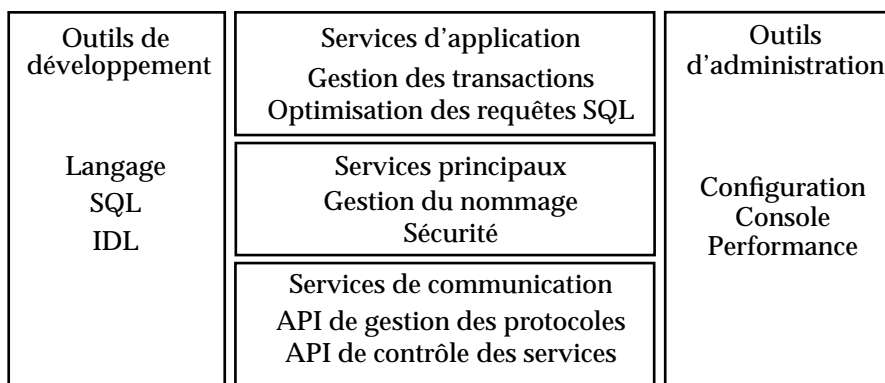 Outils de
développement
Langage
SQL
IDL
Services d'application
Gestion des transactions
Optimisation des requêtes SQL
Services principaux
Gestion du nommage
Sécurité
Services de communication
API de gestion des protocoles
API de contrôle des services
Outils
d'administration
Configuration
Console
Performance